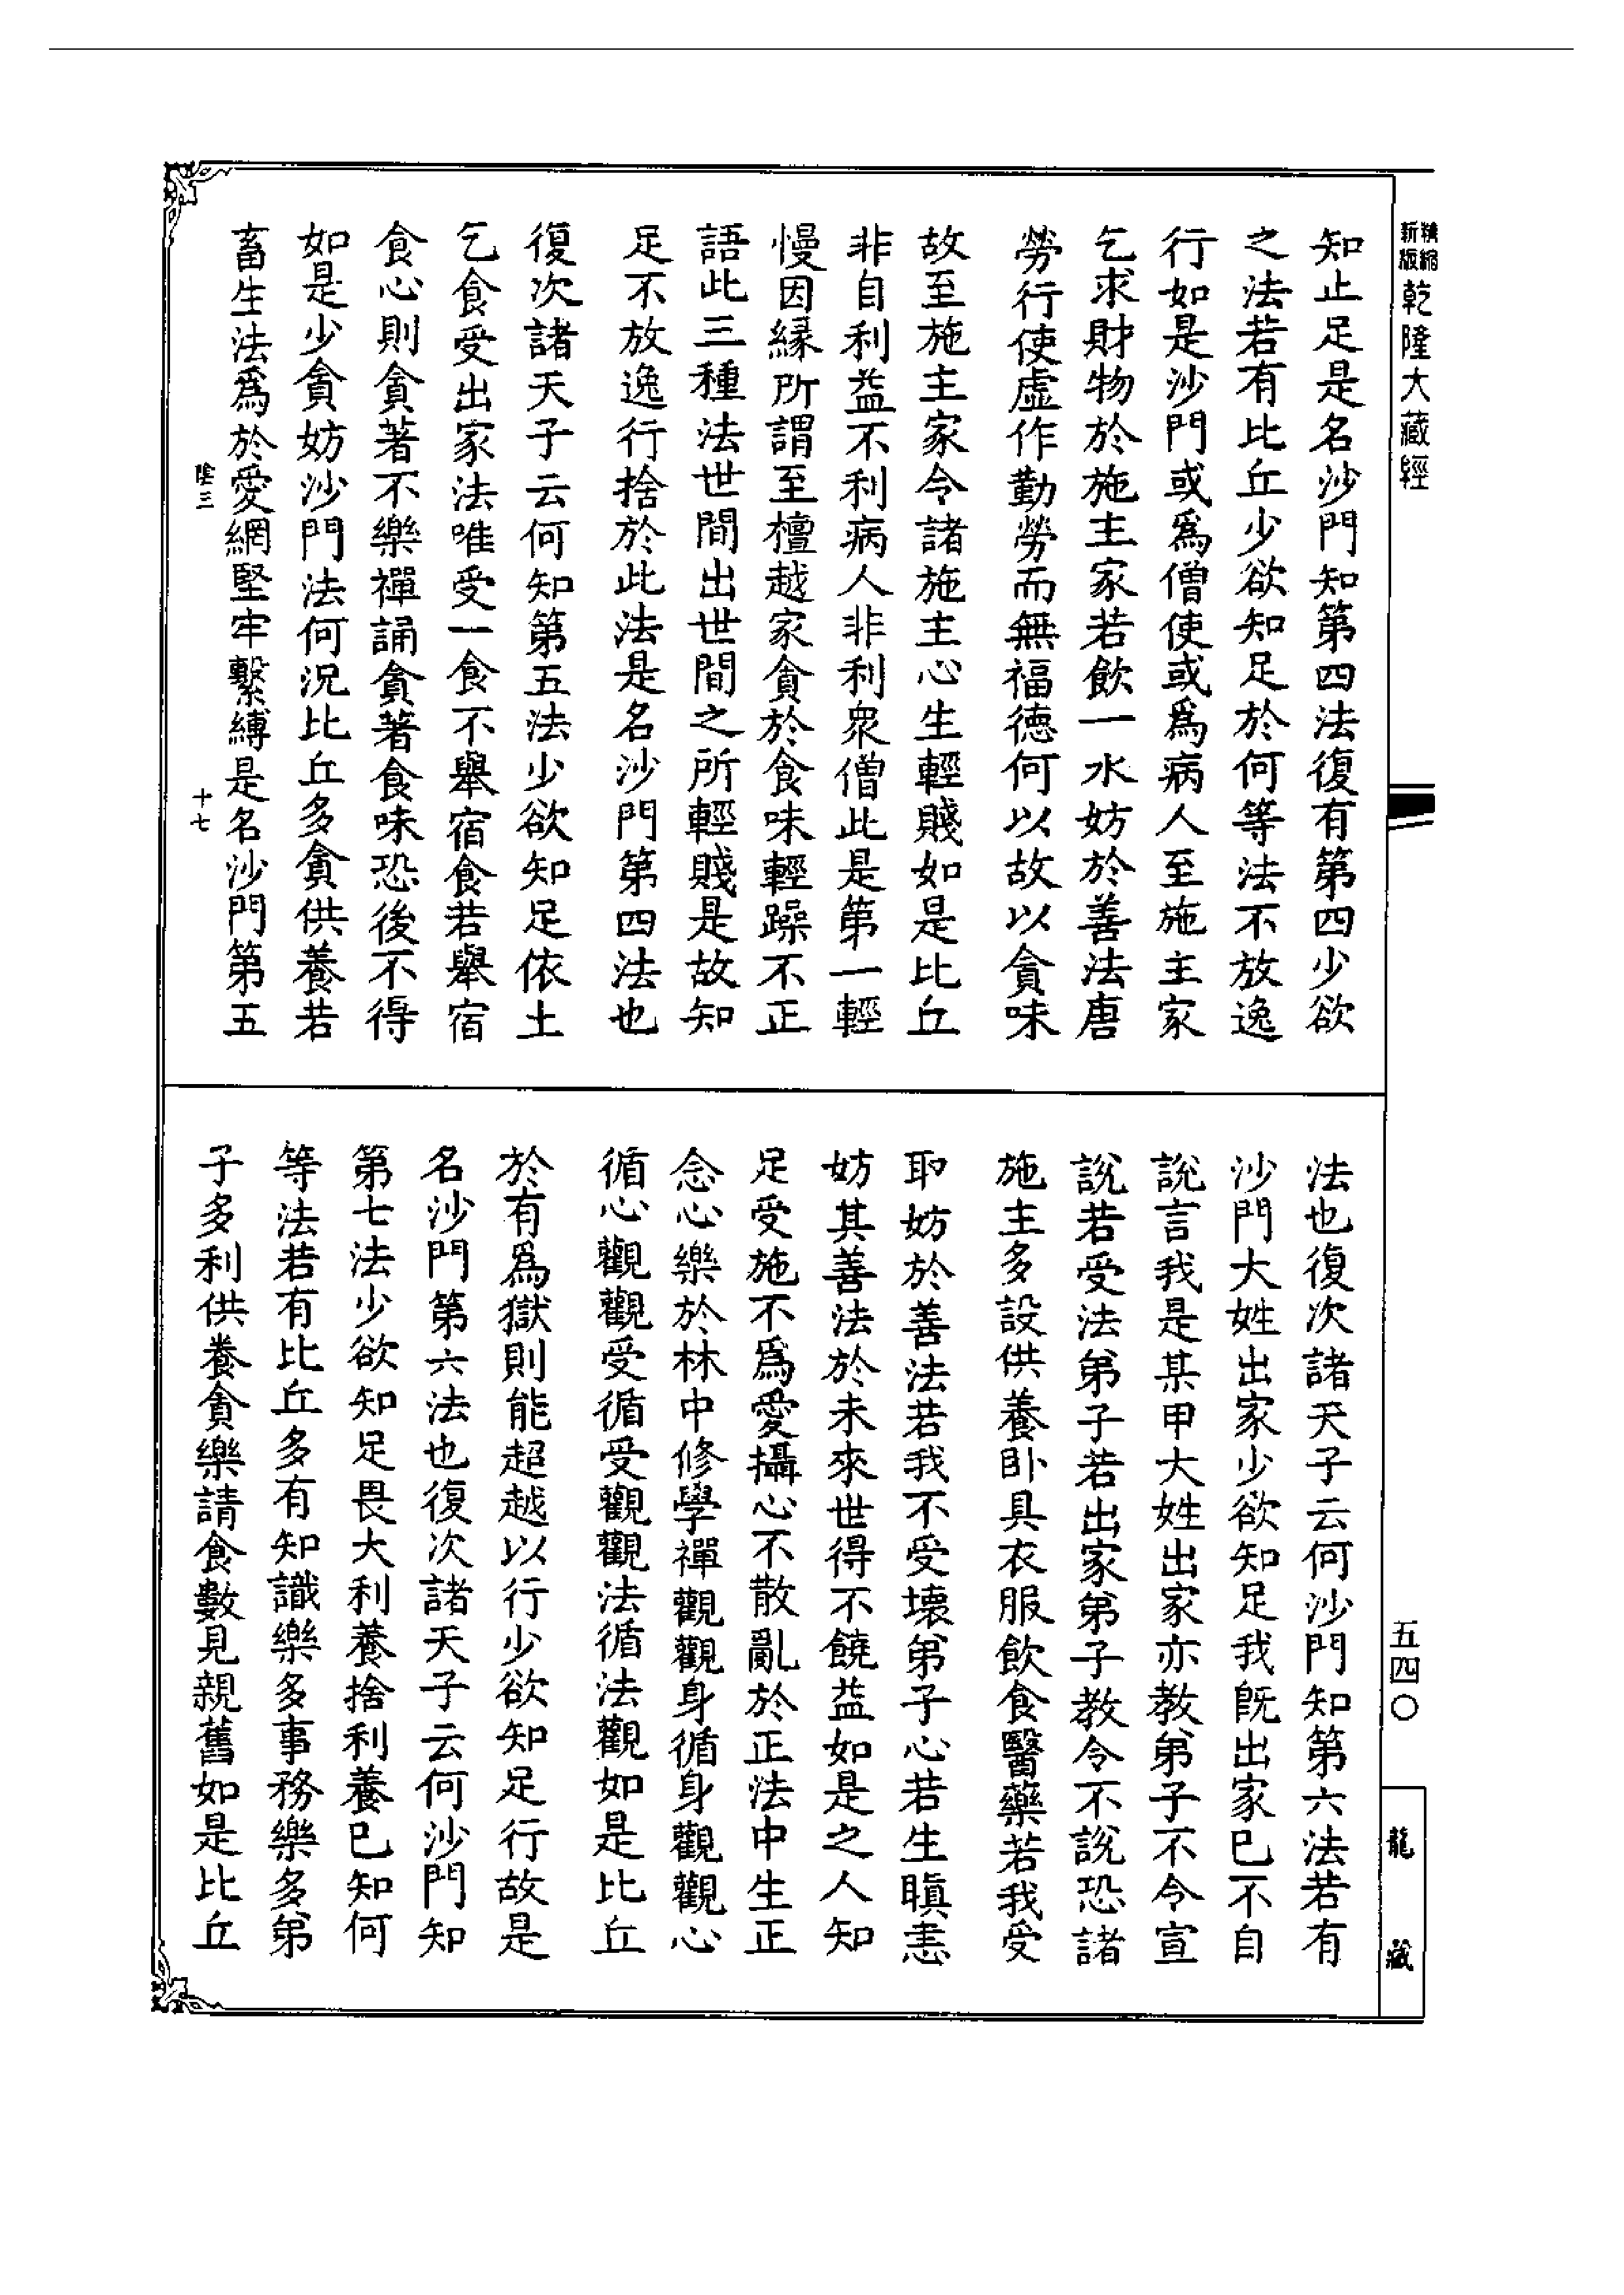 精縮新版乾隆大藏經
知止足是名沙門知第四法復有第四少欲
之法若有比丘少欲知足於何等法不放逸
行如是沙門或爲僧使或爲病人至施主家
乞求財物於施主家若飲一水妨於善法唐
勞行使虛作勤勞而無福德何以故以貪味
故至施主家令諸施主心生輕賤如是比丘
非自利益不利病人非利衆僧此是第一輕
慢因緣所謂至檀越家貪於食味輕躁不正
語此三種法世間出世間之所輕賤是故知
足不放逸行捨於此法是名沙門第四法也
復次諸天子云何知第五法少欲知足依土
乞食受出家法唯受一食不舉宿食若舉宿
食心則貪著不樂禪誦貪著食味恐後不得
如是少貪妨沙門法何況比丘多貪供養若
畜生法爲於愛網堅牢繫縛是名沙門第五
陰三
十七
五四〇
龍藏
法也復次諸天子云何沙門知第六法若有
沙門大姓出家少欲知足我旣出家已不自
說言我是某甲大姓出家亦教弟子不令宣
說若受法弟子若出家弟子教令不說恐諸
施主多設供養卧具衣服飲食醫藥若我受
取妨於善法若我不受壞弟子心若生瞋恚
妨其善法於未來世得不饒益如是之人知
足受施不爲愛攝心不散亂於正法中生正
念心樂於林中修學禪觀觀身循身觀觀心
循心觀觀受循受觀觀法循法觀如是比丘
於有爲獄則能超越以行少欲知足行故是
名沙門第六法也復次諸天子云何沙門知
第七法少欲知足畏大利養捨利養已知何
等法若有比丘多有知識樂多事務樂多弟
子多利供養貪樂請食數見親舊如是比丘